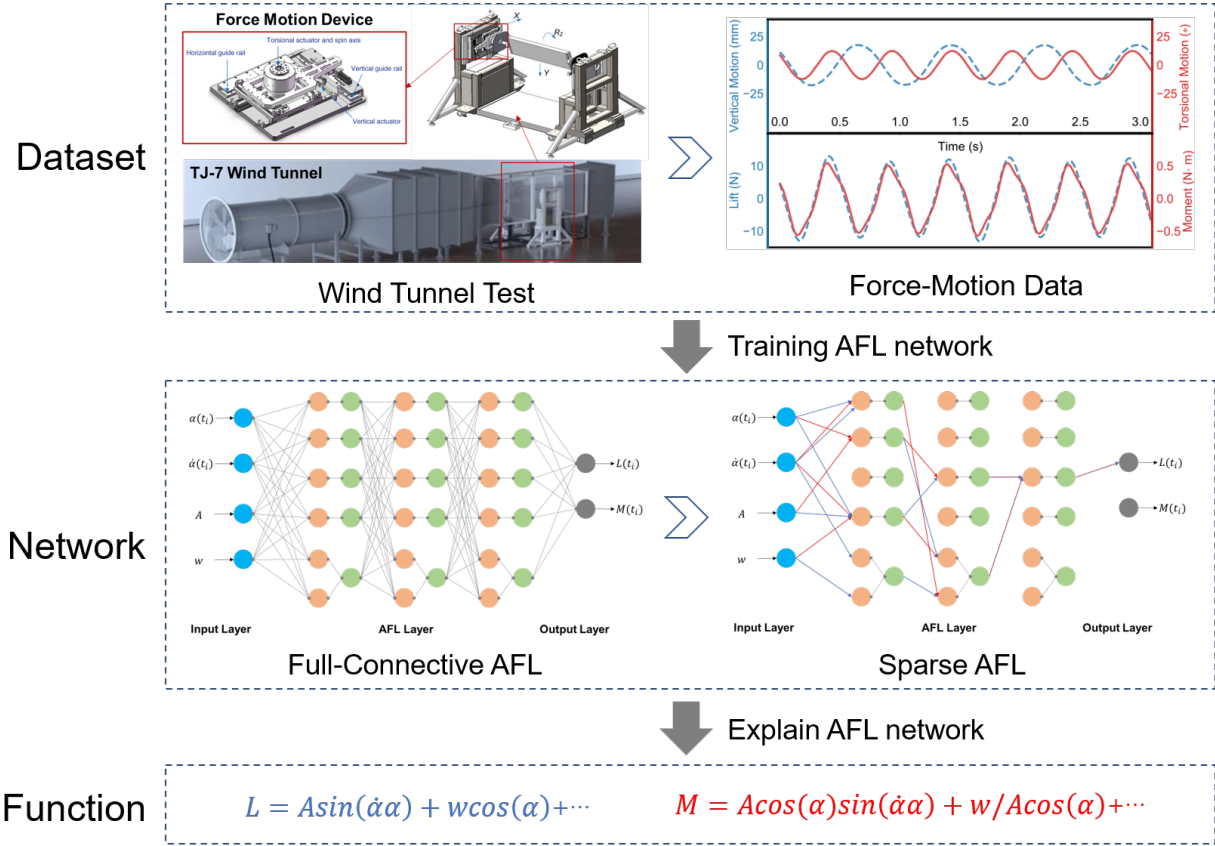 Dataset
Force Motion Device
Torsional actuator and spin axis
Horizontal guide rail
Vertical guide rail
Vertical actuator
X
Rz
Y
TJ-7 Wind Tunnel
Wind Tunnel Test
Vertical Motion (mm)
25
0
−25
25
0
−25
Torsional Motion (∘)
0.0 0.5 1.0 1.5 2.0 2.5 3.0
Time (s)
Lift (N)
10
0
−10
0.5
0.0
−0.5
Moment (N· m)
Force-Motion Data
Training AFL network
Network
α(tᵢ)
α̇(tᵢ)
A
w
L(tᵢ)
M(tᵢ)
Input Layer AFL Layer Output Layer
Full-Connective AFL
α(tᵢ)
α̇(tᵢ)
A
w
L(tᵢ)
M(tᵢ)
Input Layer AFL Layer Output Layer
Sparse AFL
Explain AFL network
Function
L = Asin(α̇α) + wcos(α)+⋯
M = Acos(α)sin(α̇α) + w/Acos(α)+⋯